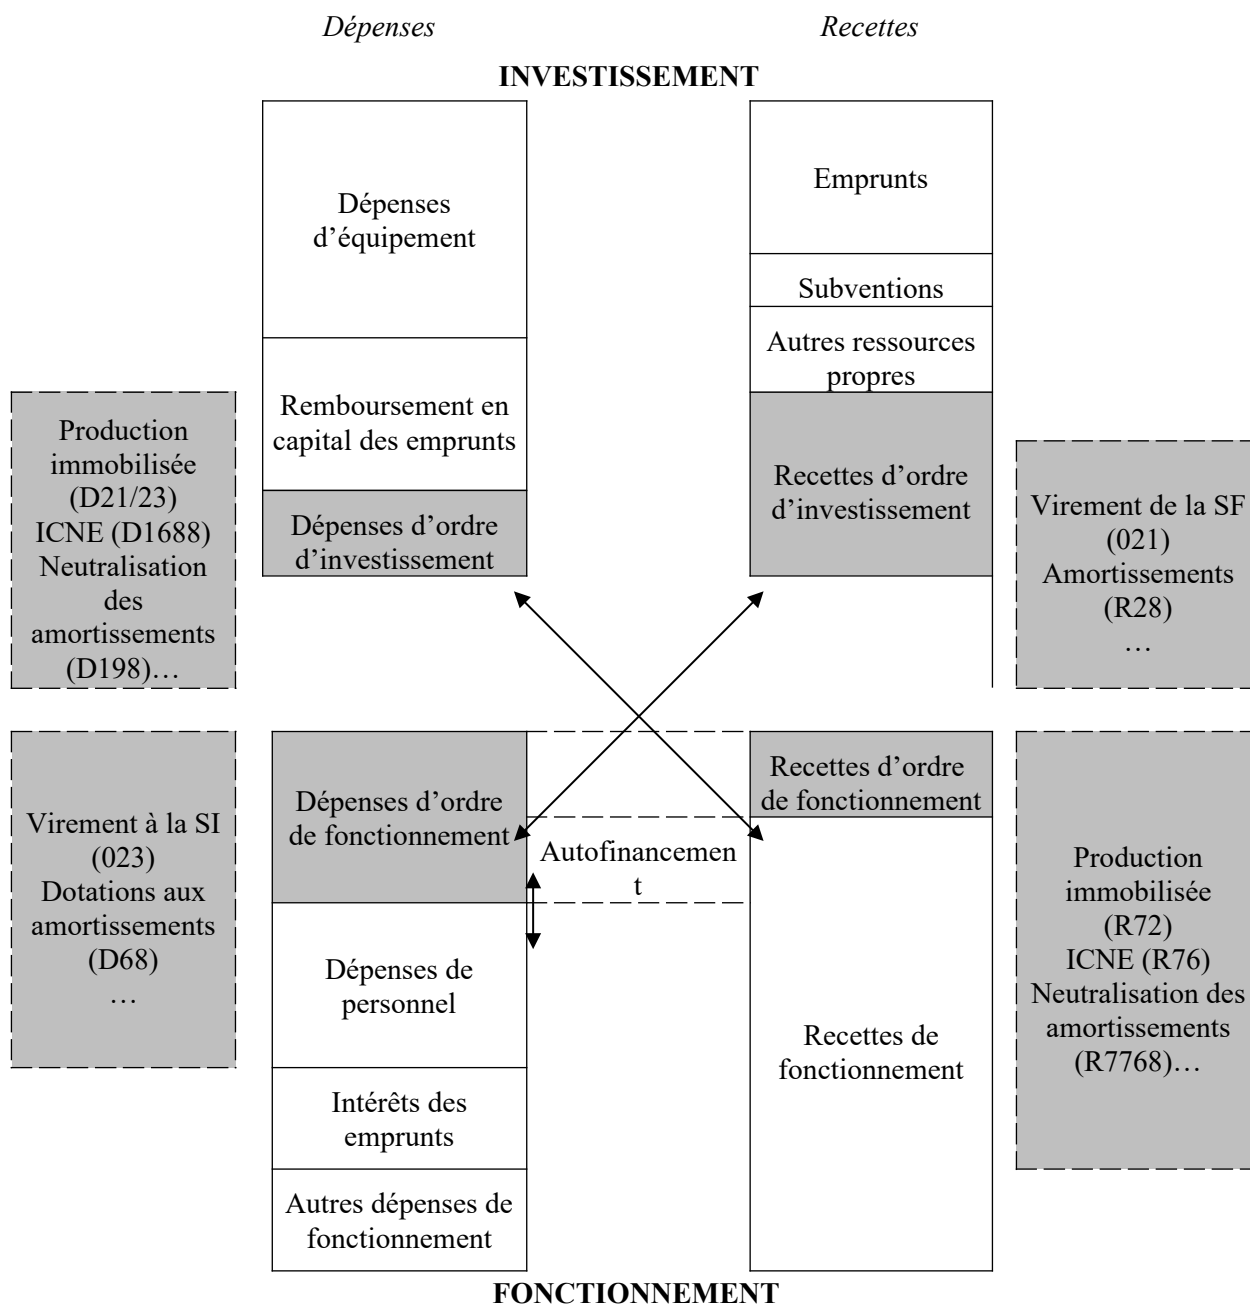 Dépenses
Recettes
INVESTISSEMENT
Dépenses
d’équipement
Remboursement en
capital des emprunts
Dépenses d’ordre
d’investissement
Emprunts
Subventions
Autres ressources
propres
Recettes d’ordre
d’investissement
Production
immobilisée
(D21/23)
ICNE (D1688)
Neutralisation
des
amortissements
(D198)…
Virement de la SF
(021)
Amortissements
(R28)
…
Virement à la SI
(023)
Dotations aux
amortissements
(D68)
…
Dépenses d’ordre
de fonctionnement
Dépenses de
personnel
Intérêts des
emprunts
Autres dépenses de
fonctionnement
Autofinancemen
t
Recettes d’ordre
de fonctionnement
Recettes de
fonctionnement
Production
immobilisée
(R72)
ICNE (R76)
Neutralisation des
amortissements
(R7768)…
FONCTIONNEMENT